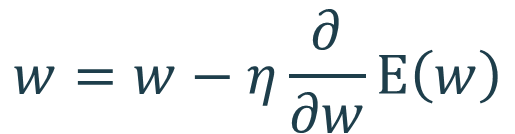 w = w − η ∂/∂w E(w)